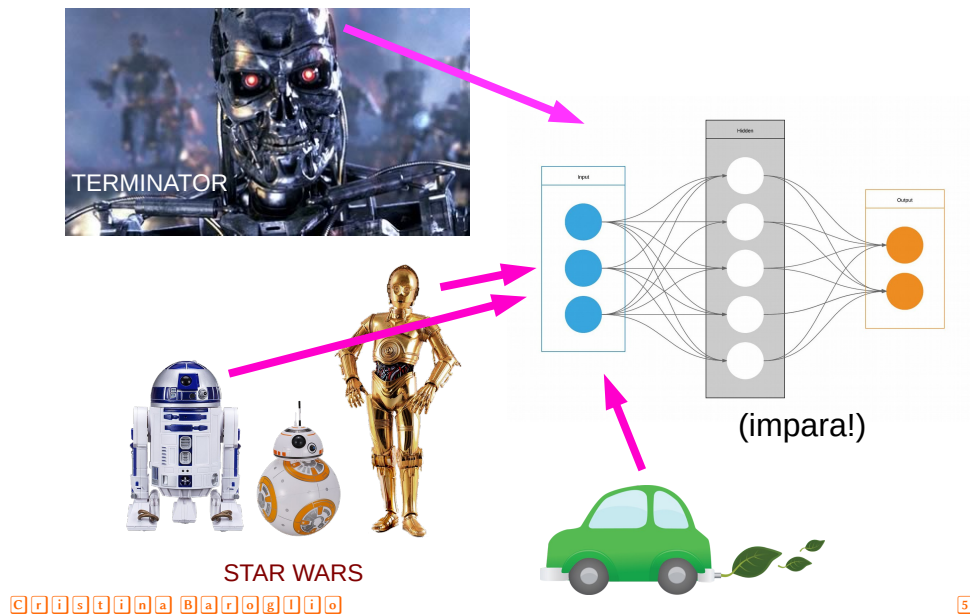 TERMINATOR
Hidden
Input
Output
(impara!)
STAR WARS
Cristina Baroglio
5